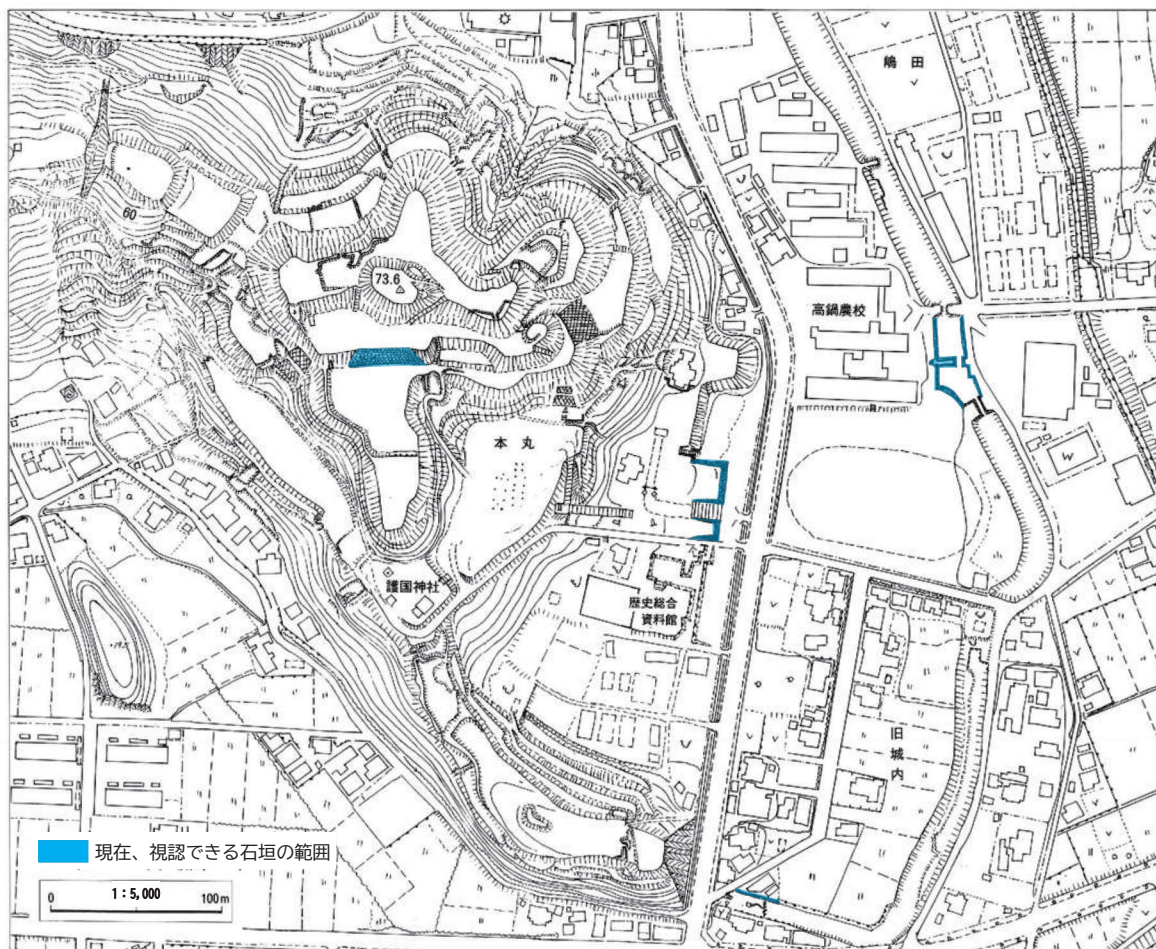 嶋田
60
73.6
高鍋農校
本丸
護国神社
歴史総合
資料館
旧城内
現在、視認できる石垣の範囲
1：5,000
0 100m